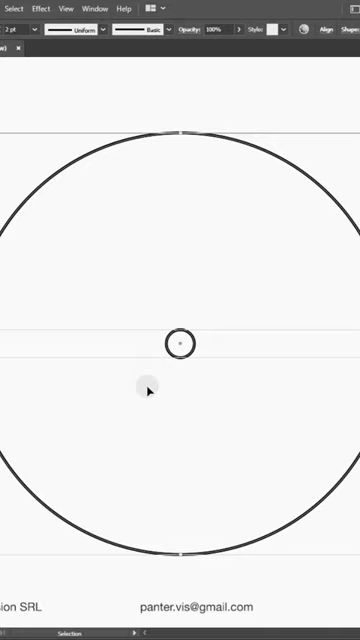 Select Effect View Window Help
2 pt Uniform Basic Opacity: 100% Style: Align Shape:
w) ×
sion SRL panter.vis@gmail.com
Selection